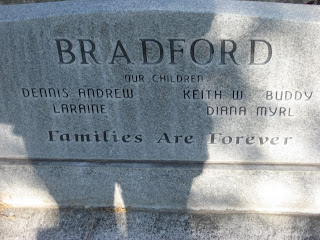 BRADFORD
OUR CHILDREN
DENNIS ANDREW KEITH W BUDDY
LARAINE DIANA MYRL
Families Are Forever